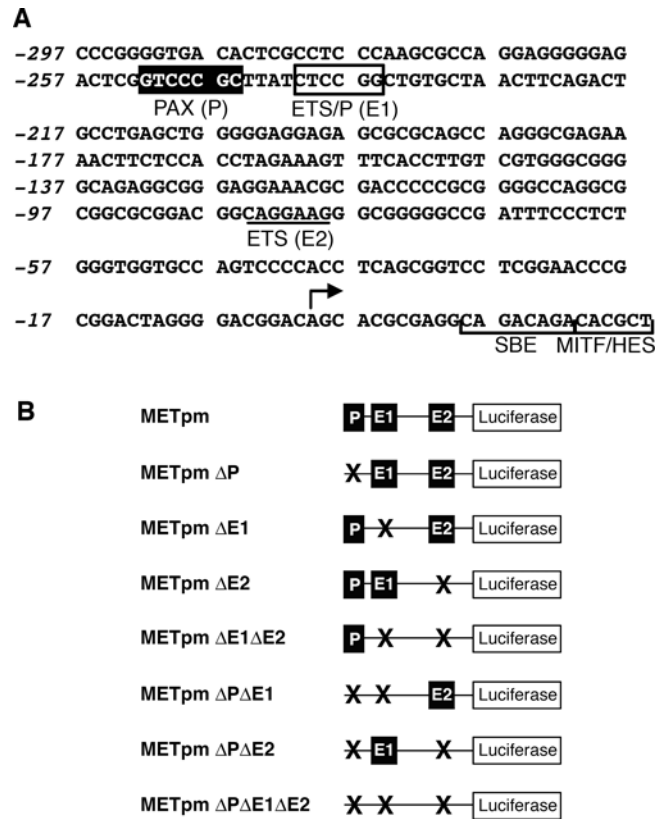 A
-297 CCCGGGGTGA CACTCGCCTC CCAAGCGCCA GGAGGGGGAG
-257 ACTCGGTCCC GCTTATCTCC GGCTGTGCTA ACTTCAGACT
PAX (P) ETS/P (E1)
-217 GCCTGAGCTG GGGGAGGAGA GCGCGCAGCC AGGGCGAGAA
-177 AACTTCTCCA CCTAGAAAGT TTCACCTTGT CGTGGGCGGG
-137 GCAGAGGCGG GAGGAAACGC GACCCCCGCG GGGCCAGGCG
-97 CGGCGCGGAC GGCAGGAAGG GCGGGGGCCG ATTTCCCTCT
ETS (E2)
-57 GGGTGGTGCC AGTCCCCACC TCAGCGGTCC TCGGAACCCG
-17 CGGACTAGGG GACGGACAGC ACGCGAGGCA GACAGACACGCT
SBE MITF/HES
B
METpm P E1 E2 Luciferase
METpm ΔP X E1 E2 Luciferase
METpm ΔE1 P X E2 Luciferase
METpm ΔE2 P E1 X Luciferase
METpm ΔE1ΔE2 P X X Luciferase
METpm ΔPΔE1 X X E2 Luciferase
METpm ΔPΔE2 X E1 X Luciferase
METpm ΔPΔE1ΔE2 X X X Luciferase